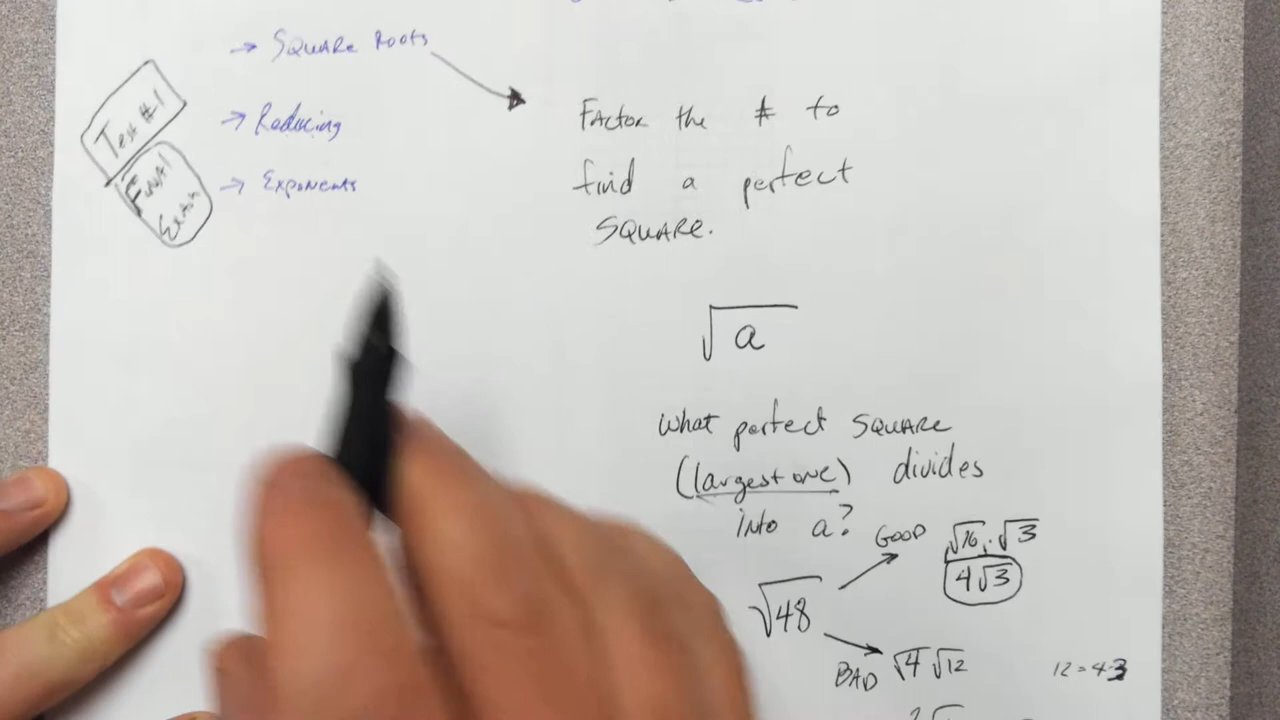 → Square Roots
Test #1
→ Reducing
Final
Exam
→ Exponents
Factor the # to
find a perfect
SQUARE.
√a
What perfect SQUARE
(largest one) divides
into a?
GOOD √16 · √3
4√3
√48
BAD √4 √12
12 = 4·3